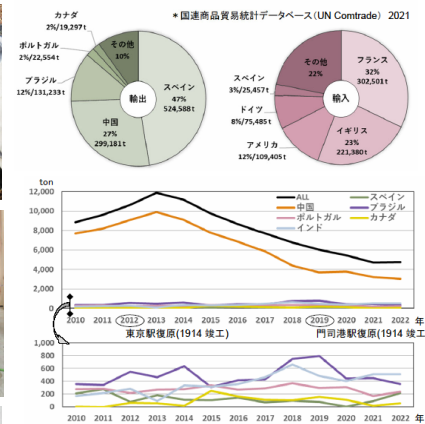 ＊国連商品貿易統計データベース（UN Comtrade） 2021
カナダ
2%/19,297t
ポルトガル
2%/22,554t
ブラジル
12%/131,233t
その他
10%
スペイン
47%
524,588t
中国
27%
299,181t
輸出
その他
22%
フランス
32%
302,501t
スペイン
3%/25,457t
ドイツ
8%/75,485t
アメリカ
12%/109,405t
イギリス
23%
221,380t
輸入
ton
12,000
10,000
8,000
6,000
4,000
2,000
0
ALL
スペイン
中国
ブラジル
ポルトガル
カナダ
インド
2010 2011 2012 2013 2014 2015 2016 2017 2018 2019 2020 2021 2022 年
東京駅復原(1914 竣工)
門司港駅復原(1914 竣工)
1,000
800
600
400
200
0
2010 2011 2012 2013 2014 2015 2016 2017 2018 2019 2020 2021 2022 年